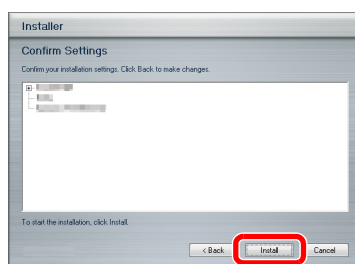 Installer
Confirm Settings
Confirm your installation settings. Click Back to make changes.
To start the installation, click Install.
< Back
Install
Cancel